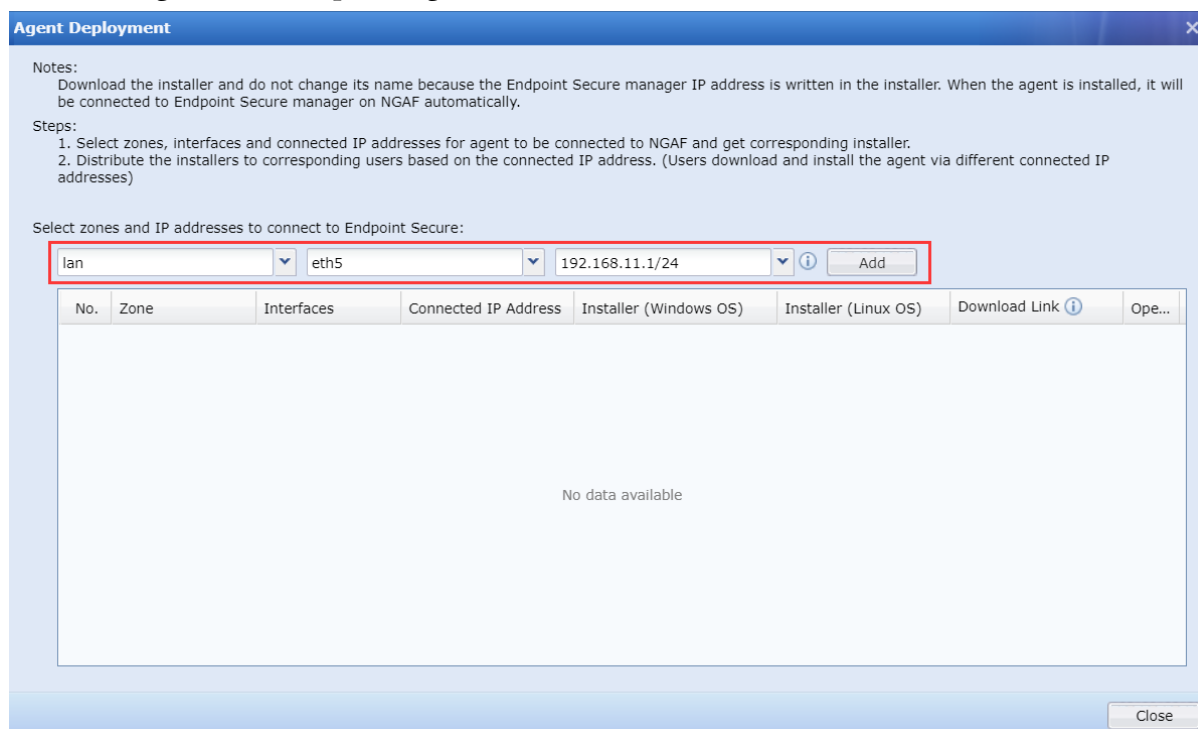 Agent Deployment
Notes:
Download the installer and do not change its name because the Endpoint Secure manager IP address is written in the installer. When the agent is installed, it will
be connected to Endpoint Secure manager on NGAF automatically.
Steps:
1. Select zones, interfaces and connected IP addresses for agent to be connected to NGAF and get corresponding installer.
2. Distribute the installers to corresponding users based on the connected IP address. (Users download and install the agent via different connected IP
addresses)
Select zones and IP addresses to connect to Endpoint Secure:
lan eth5 192.168.11.1/24 Add
No. Zone Interfaces Connected IP Address Installer (Windows OS) Installer (Linux OS) Download Link Ope...
No data available
Close